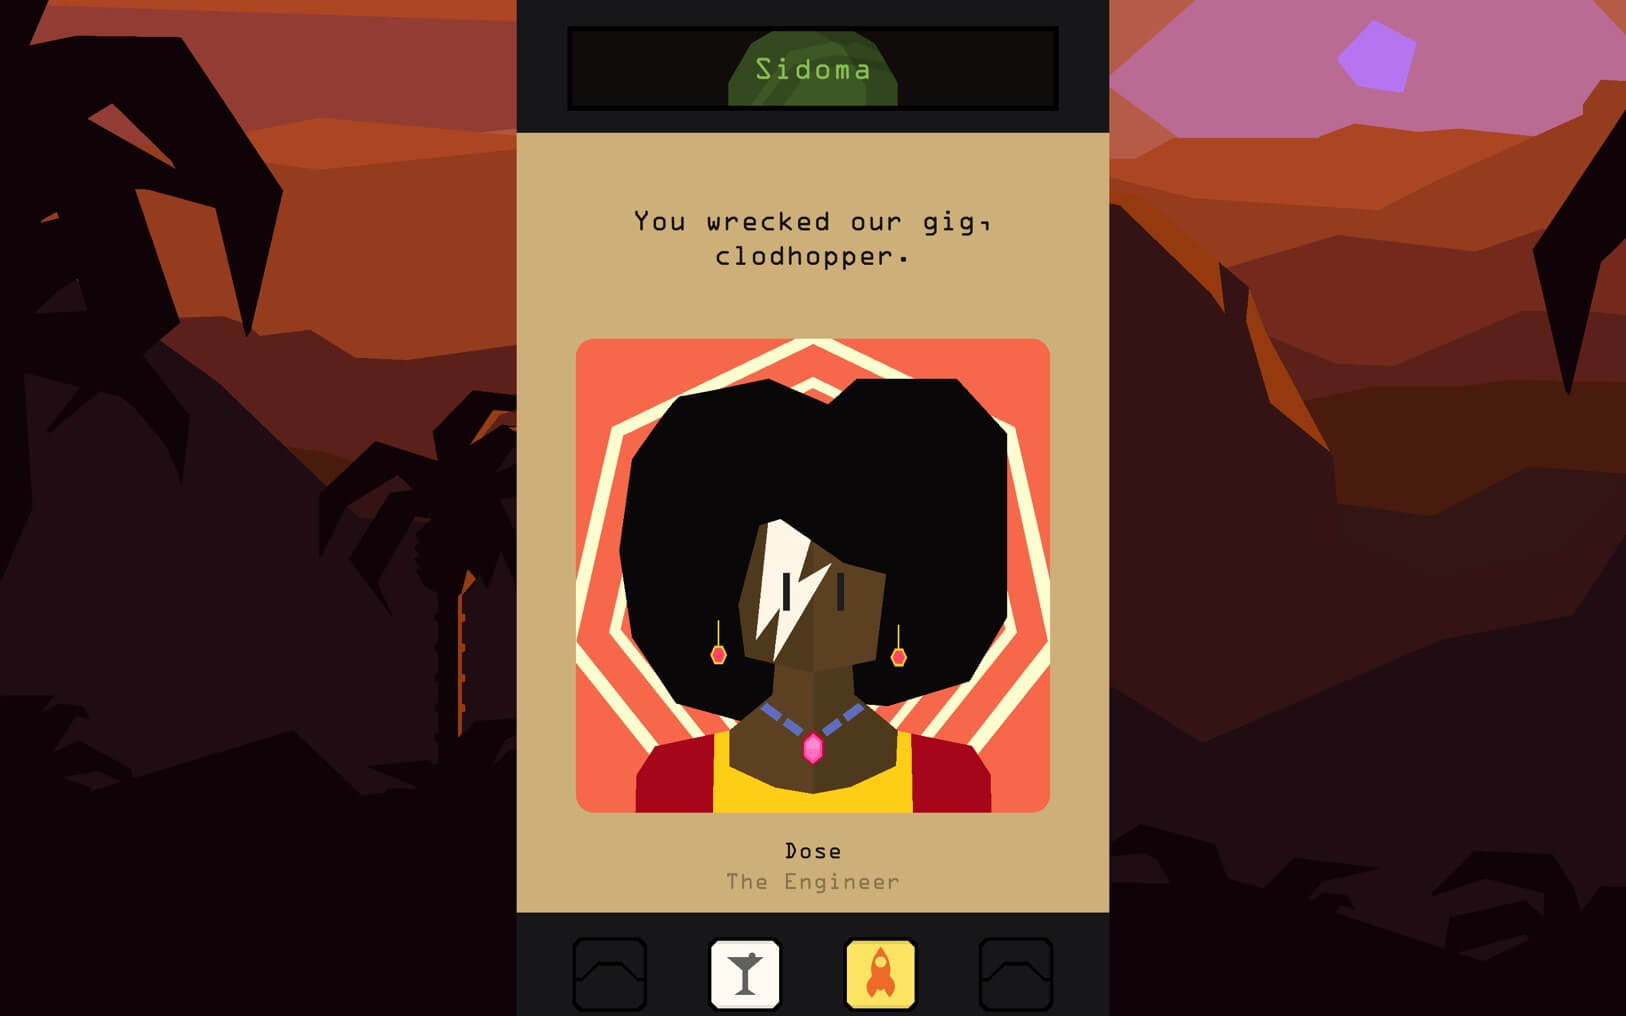 Sidoma
You wrecked our gig,
clodhopper.
Dose
The Engineer